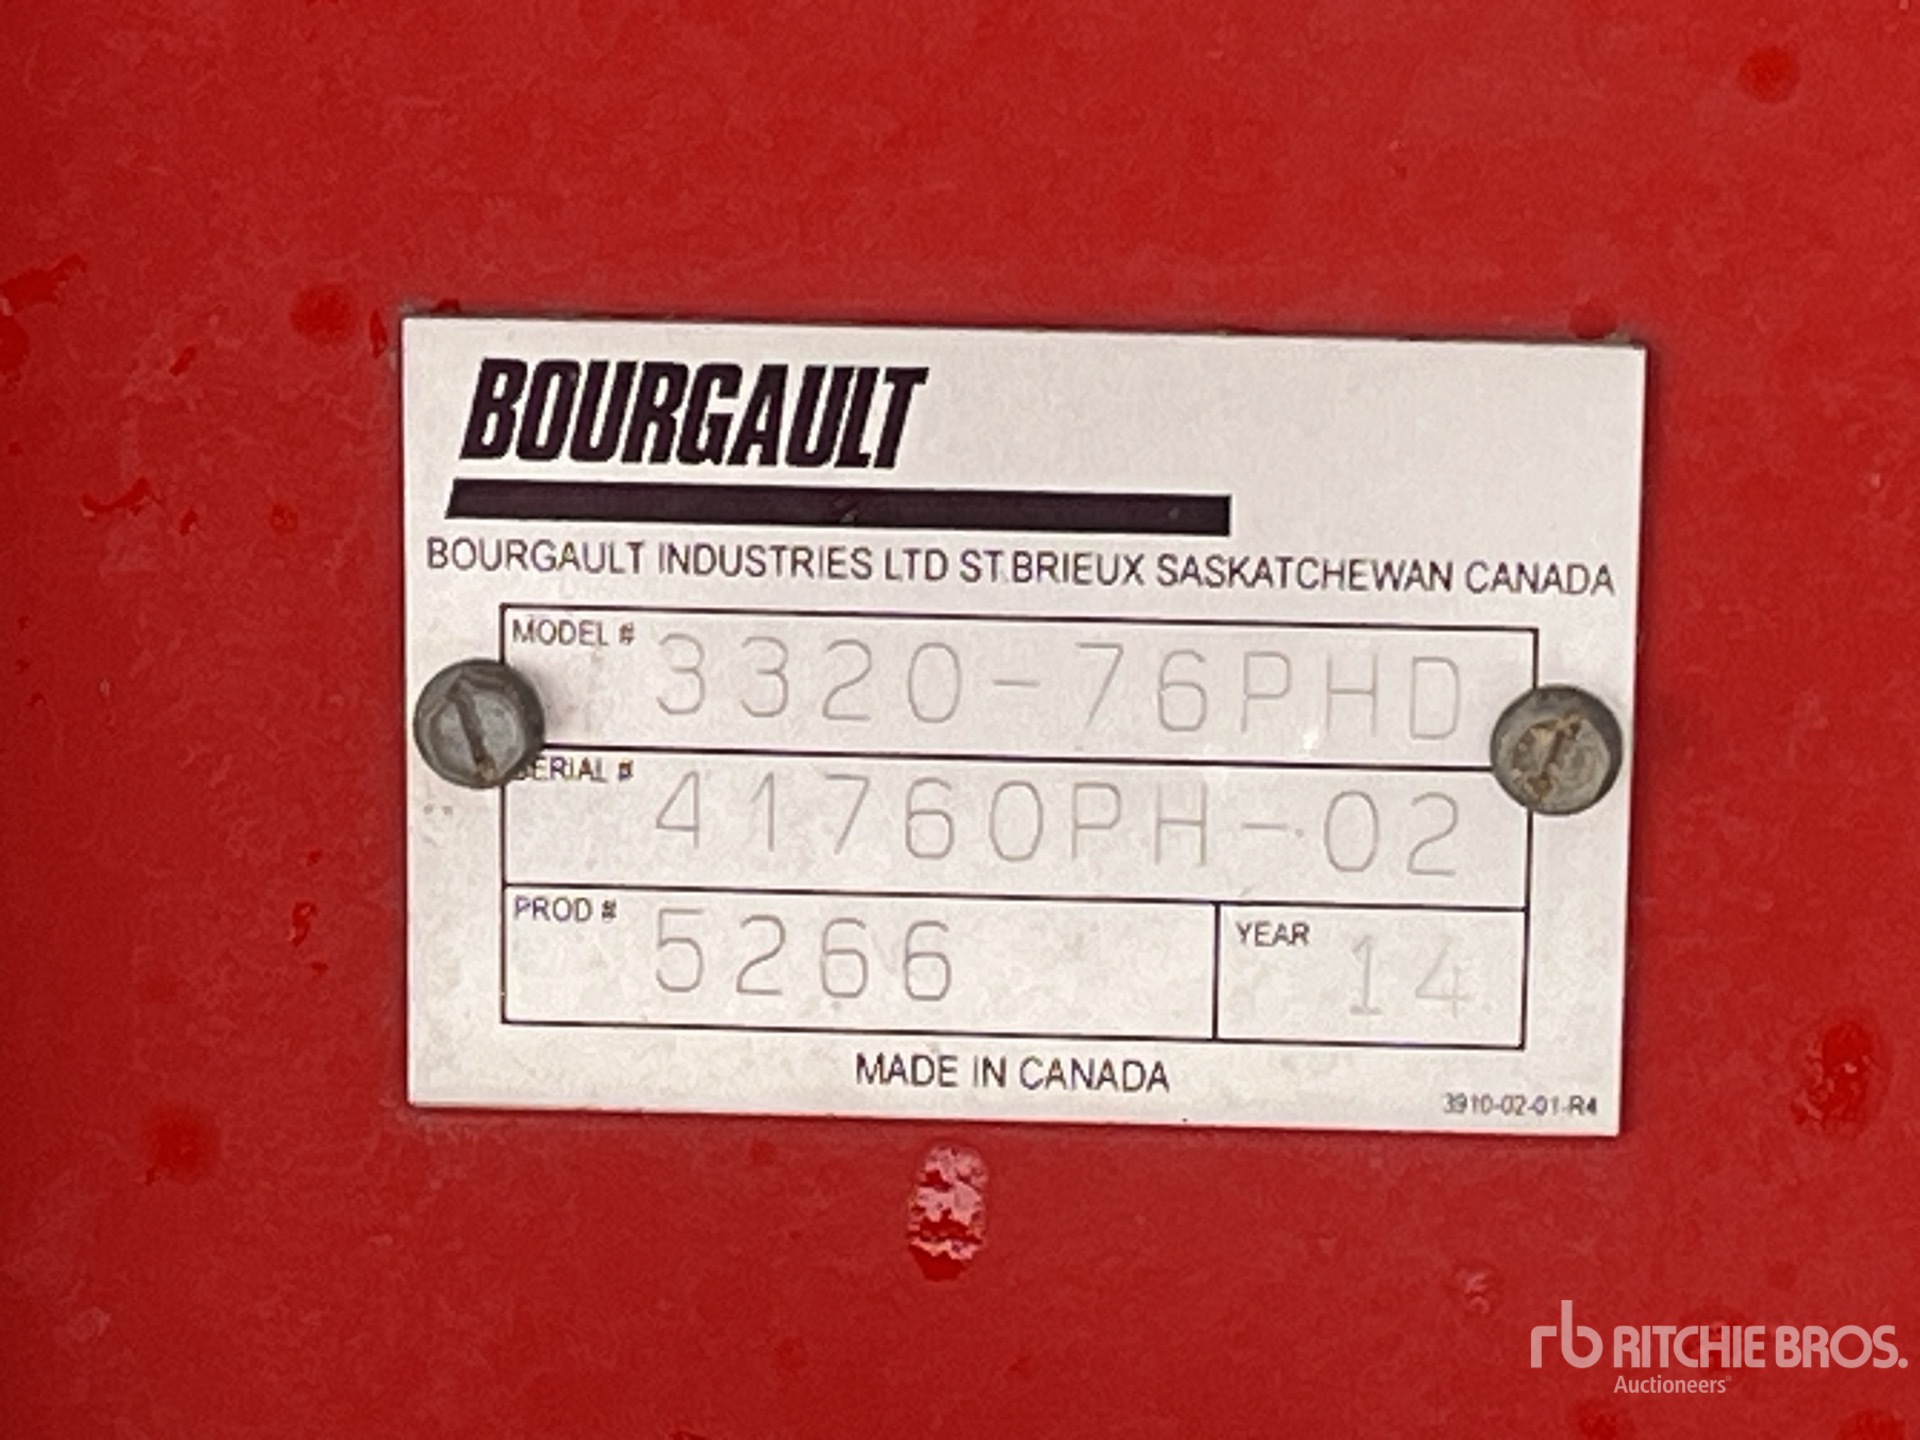 BOURGAULT
BOURGAULT INDUSTRIES LTD ST.BRIEUX SASKATCHEWAN CANADA
MODEL # 3320-76PHD
SERIAL # 41760PH-02
PROD # 5266 YEAR 14
MADE IN CANADA
3910-02-01-R4
rb RITCHIE BROS.
Auctioneers